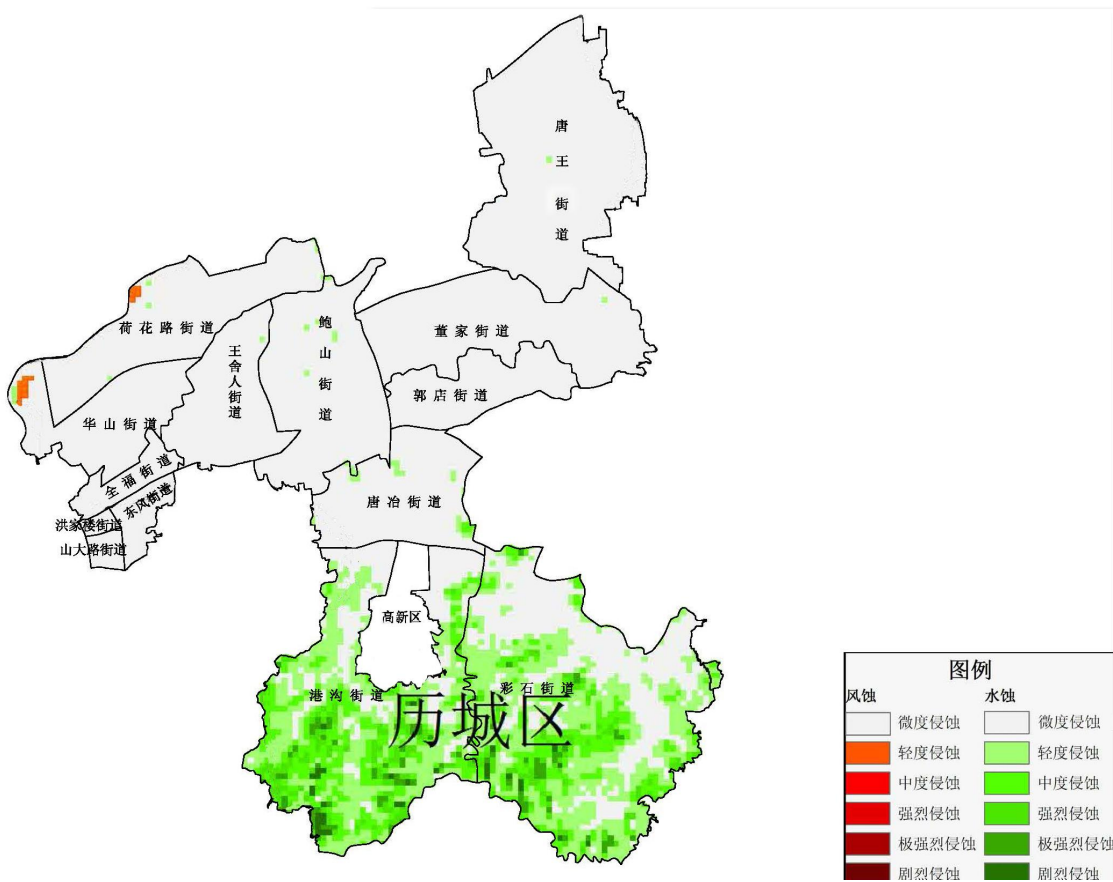 唐王街道
荷花路街道
鲍山街道
董家街道
王舍人街道
郭店街道
华山街道
全福街道
东风街道
唐冶街道
洪家楼街道
山大路街道
高新区
港沟街道
彩石街道
历城区
图例
风蚀 水蚀
微度侵蚀 微度侵蚀
轻度侵蚀 轻度侵蚀
中度侵蚀 中度侵蚀
强烈侵蚀 强烈侵蚀
极强烈侵蚀 极强烈侵蚀
剧烈侵蚀 剧烈侵蚀